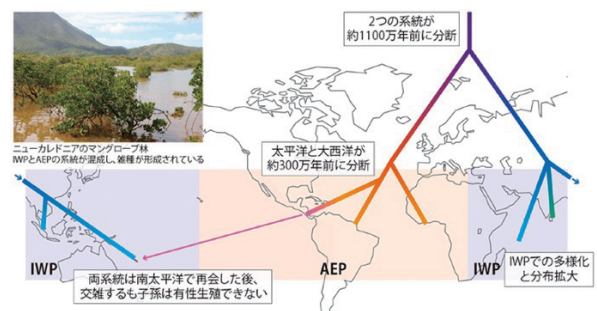 2つの系統が
約1100万年前に分断
ニューカレドニアのマングローブ林
IWPとAEPの系統が混成し、雑種が形成されている
太平洋と大西洋が
約300万年前に分断
IWP
AEP
IWP
IWPでの多様化
と分布拡大
両系統は南太平洋で再会した後、
交雑するも子孫は有性生殖できない